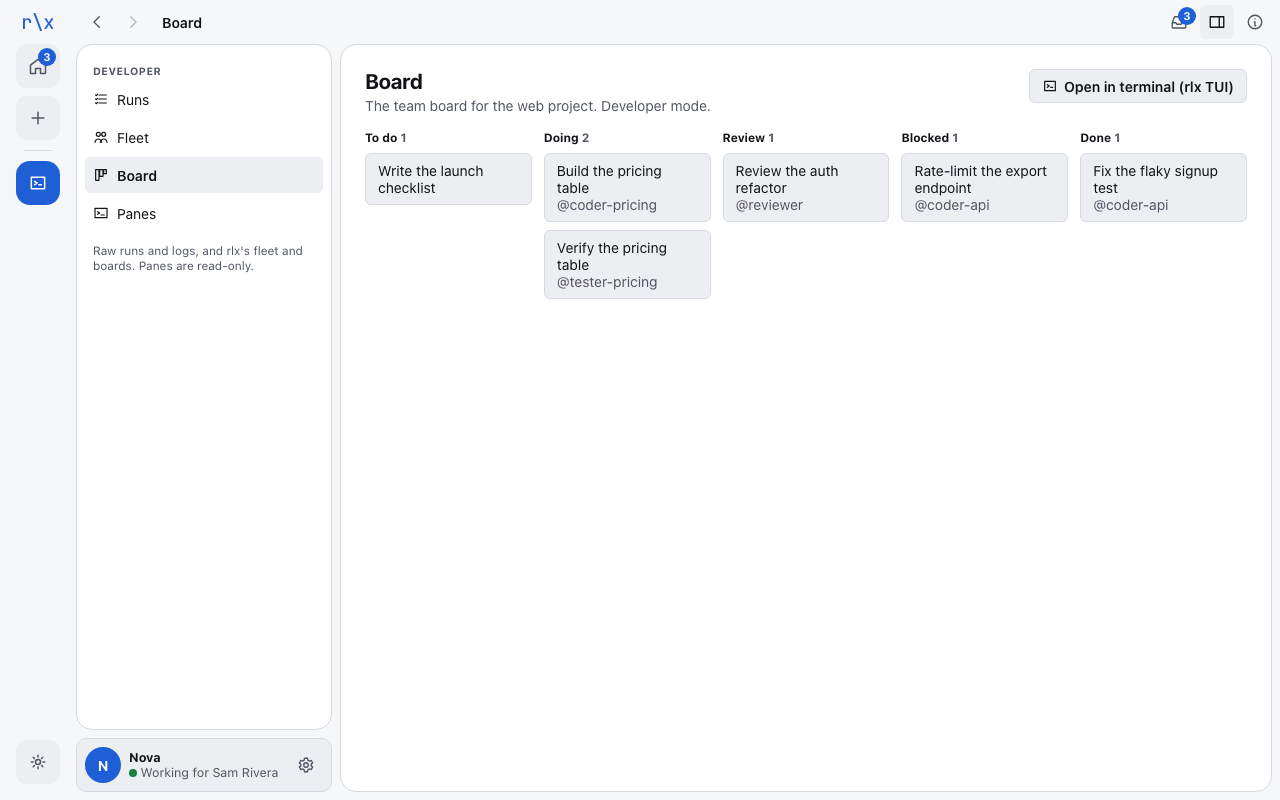 r\x
Board
3
3
DEVELOPER
Runs
Fleet
Board
Panes
Raw runs and logs, and rlx's fleet and
boards. Panes are read-only.
N
Nova
Working for Sam Rivera
Board
The team board for the web project. Developer mode.
Open in terminal (rlx TUI)
To do 1
Write the launch
checklist
Doing 2
Build the pricing
table
@coder-pricing
Verify the pricing
table
@tester-pricing
Review 1
Review the auth
refactor
@reviewer
Blocked 1
Rate-limit the export
endpoint
@coder-api
Done 1
Fix the flaky signup
test
@coder-api